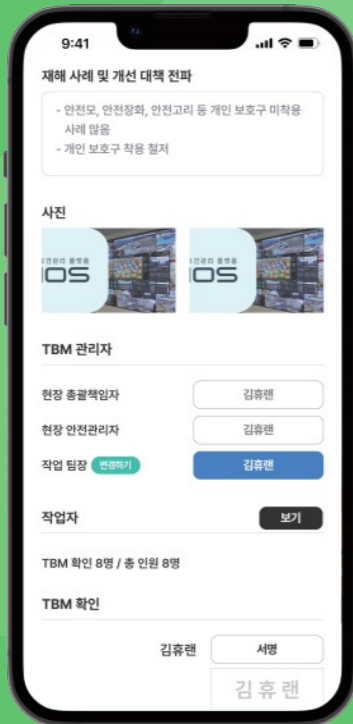 9:41
재해 사례 및 개선 대책 전파
- 안전모, 안전장화, 안전고리 등 개인 보호구 미착용
사례 많음
- 개인 보호구 착용 철저
사진
IOS
IOS
TBM 관리자
현장 총괄책임자 김휴랜
현장 안전관리자 김휴랜
작업 팀장 변경하기 김휴랜
작업자 보기
TBM 확인 8명 / 총 인원 8명
TBM 확인
김휴랜 서명
김 휴 랜